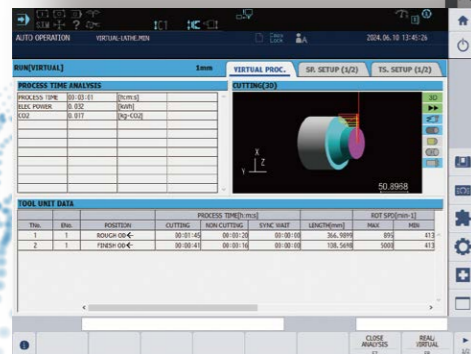 AUTO OPERATION VIRTUAL-LATHE.MIN 2024.06.10 13:45:26
RUN[VIRTUAL] 1mm VIRTUAL PROC. SP. SETUP (1/2) TS. SETUP (1/2)
PROCESS TIME ANALYSIS CUTTING(3D)
PROCESS TIME 00:03:01 [h:m:s]
ELEC POWER 0.032 [kWh]
CO2 0.017 [kg-CO2]
3D
X
Z
Y
50.8968
TOOL UNIT DATA
PROCESS TIME[h:m:s] ROT SPD[min-1]
TNo. ENo. POSITION CUTTING NON CUTTING SYNC WAIT LENGTH[mm] MAX MIN
1 1 ROUGH OD← 00:01:45 00:00:20 00:00:00 366.9899 895 413
2 1 FINISH OD← 00:00:41 00:00:16 00:00:00 138.5698 5000 413
CLOSE ANALYSIS REAL/VIRTUAL
F7 F8